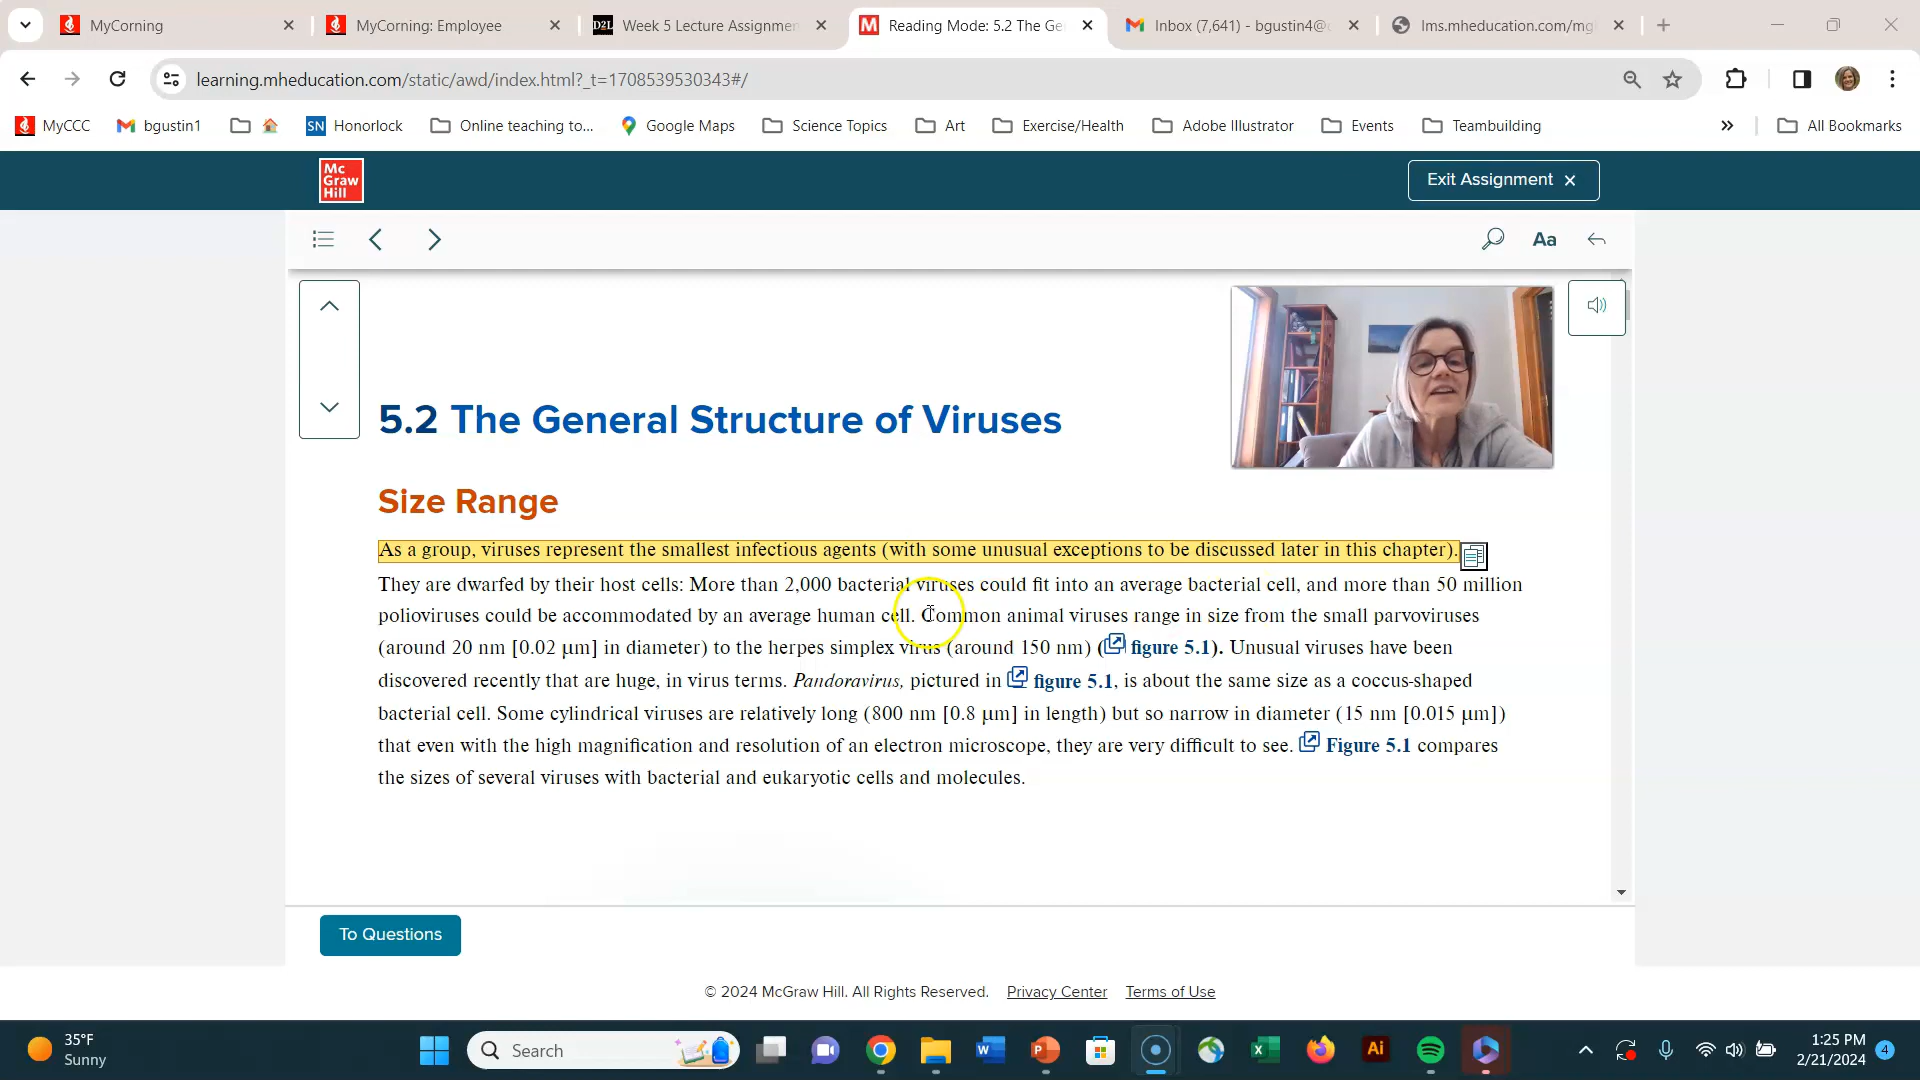 MyCorning
MyCorning: Employee
Week 5 Lecture Assignmen
Reading Mode: 5.2 The Ge
Inbox (7,641) - bgustin4@
lms.mheducation.com/mg
learning.mheducation.com/static/awd/index.html?_t=1708539530343#/
MyCCC
bgustin1
Honorlock
Online teaching to...
Google Maps
Science Topics
Art
Exercise/Health
Adobe Illustrator
Events
Teambuilding
All Bookmarks
Mc
Graw
Hill
Exit Assignment
Aa
5.2 The General Structure of Viruses
Size Range
As a group, viruses represent the smallest infectious agents (with some unusual exceptions to be discussed later in this chapter).
They are dwarfed by their host cells: More than 2,000 bacterial viruses could fit into an average bacterial cell, and more than 50 million
polioviruses could be accommodated by an average human cell. Common animal viruses range in size from the small parvoviruses
(around 20 nm [0.02 μm] in diameter) to the herpes simplex virus (around 150 nm) (figure 5.1). Unusual viruses have been
discovered recently that are huge, in virus terms. Pandoravirus, pictured in figure 5.1, is about the same size as a coccus-shaped
bacterial cell. Some cylindrical viruses are relatively long (800 nm [0.8 μm] in length) but so narrow in diameter (15 nm [0.015 μm])
that even with the high magnification and resolution of an electron microscope, they are very difficult to see. Figure 5.1 compares
the sizes of several viruses with bacterial and eukaryotic cells and molecules.
To Questions
© 2024 McGraw Hill. All Rights Reserved. Privacy Center Terms of Use
35°F
Sunny
Search
1:25 PM
2/21/2024
4